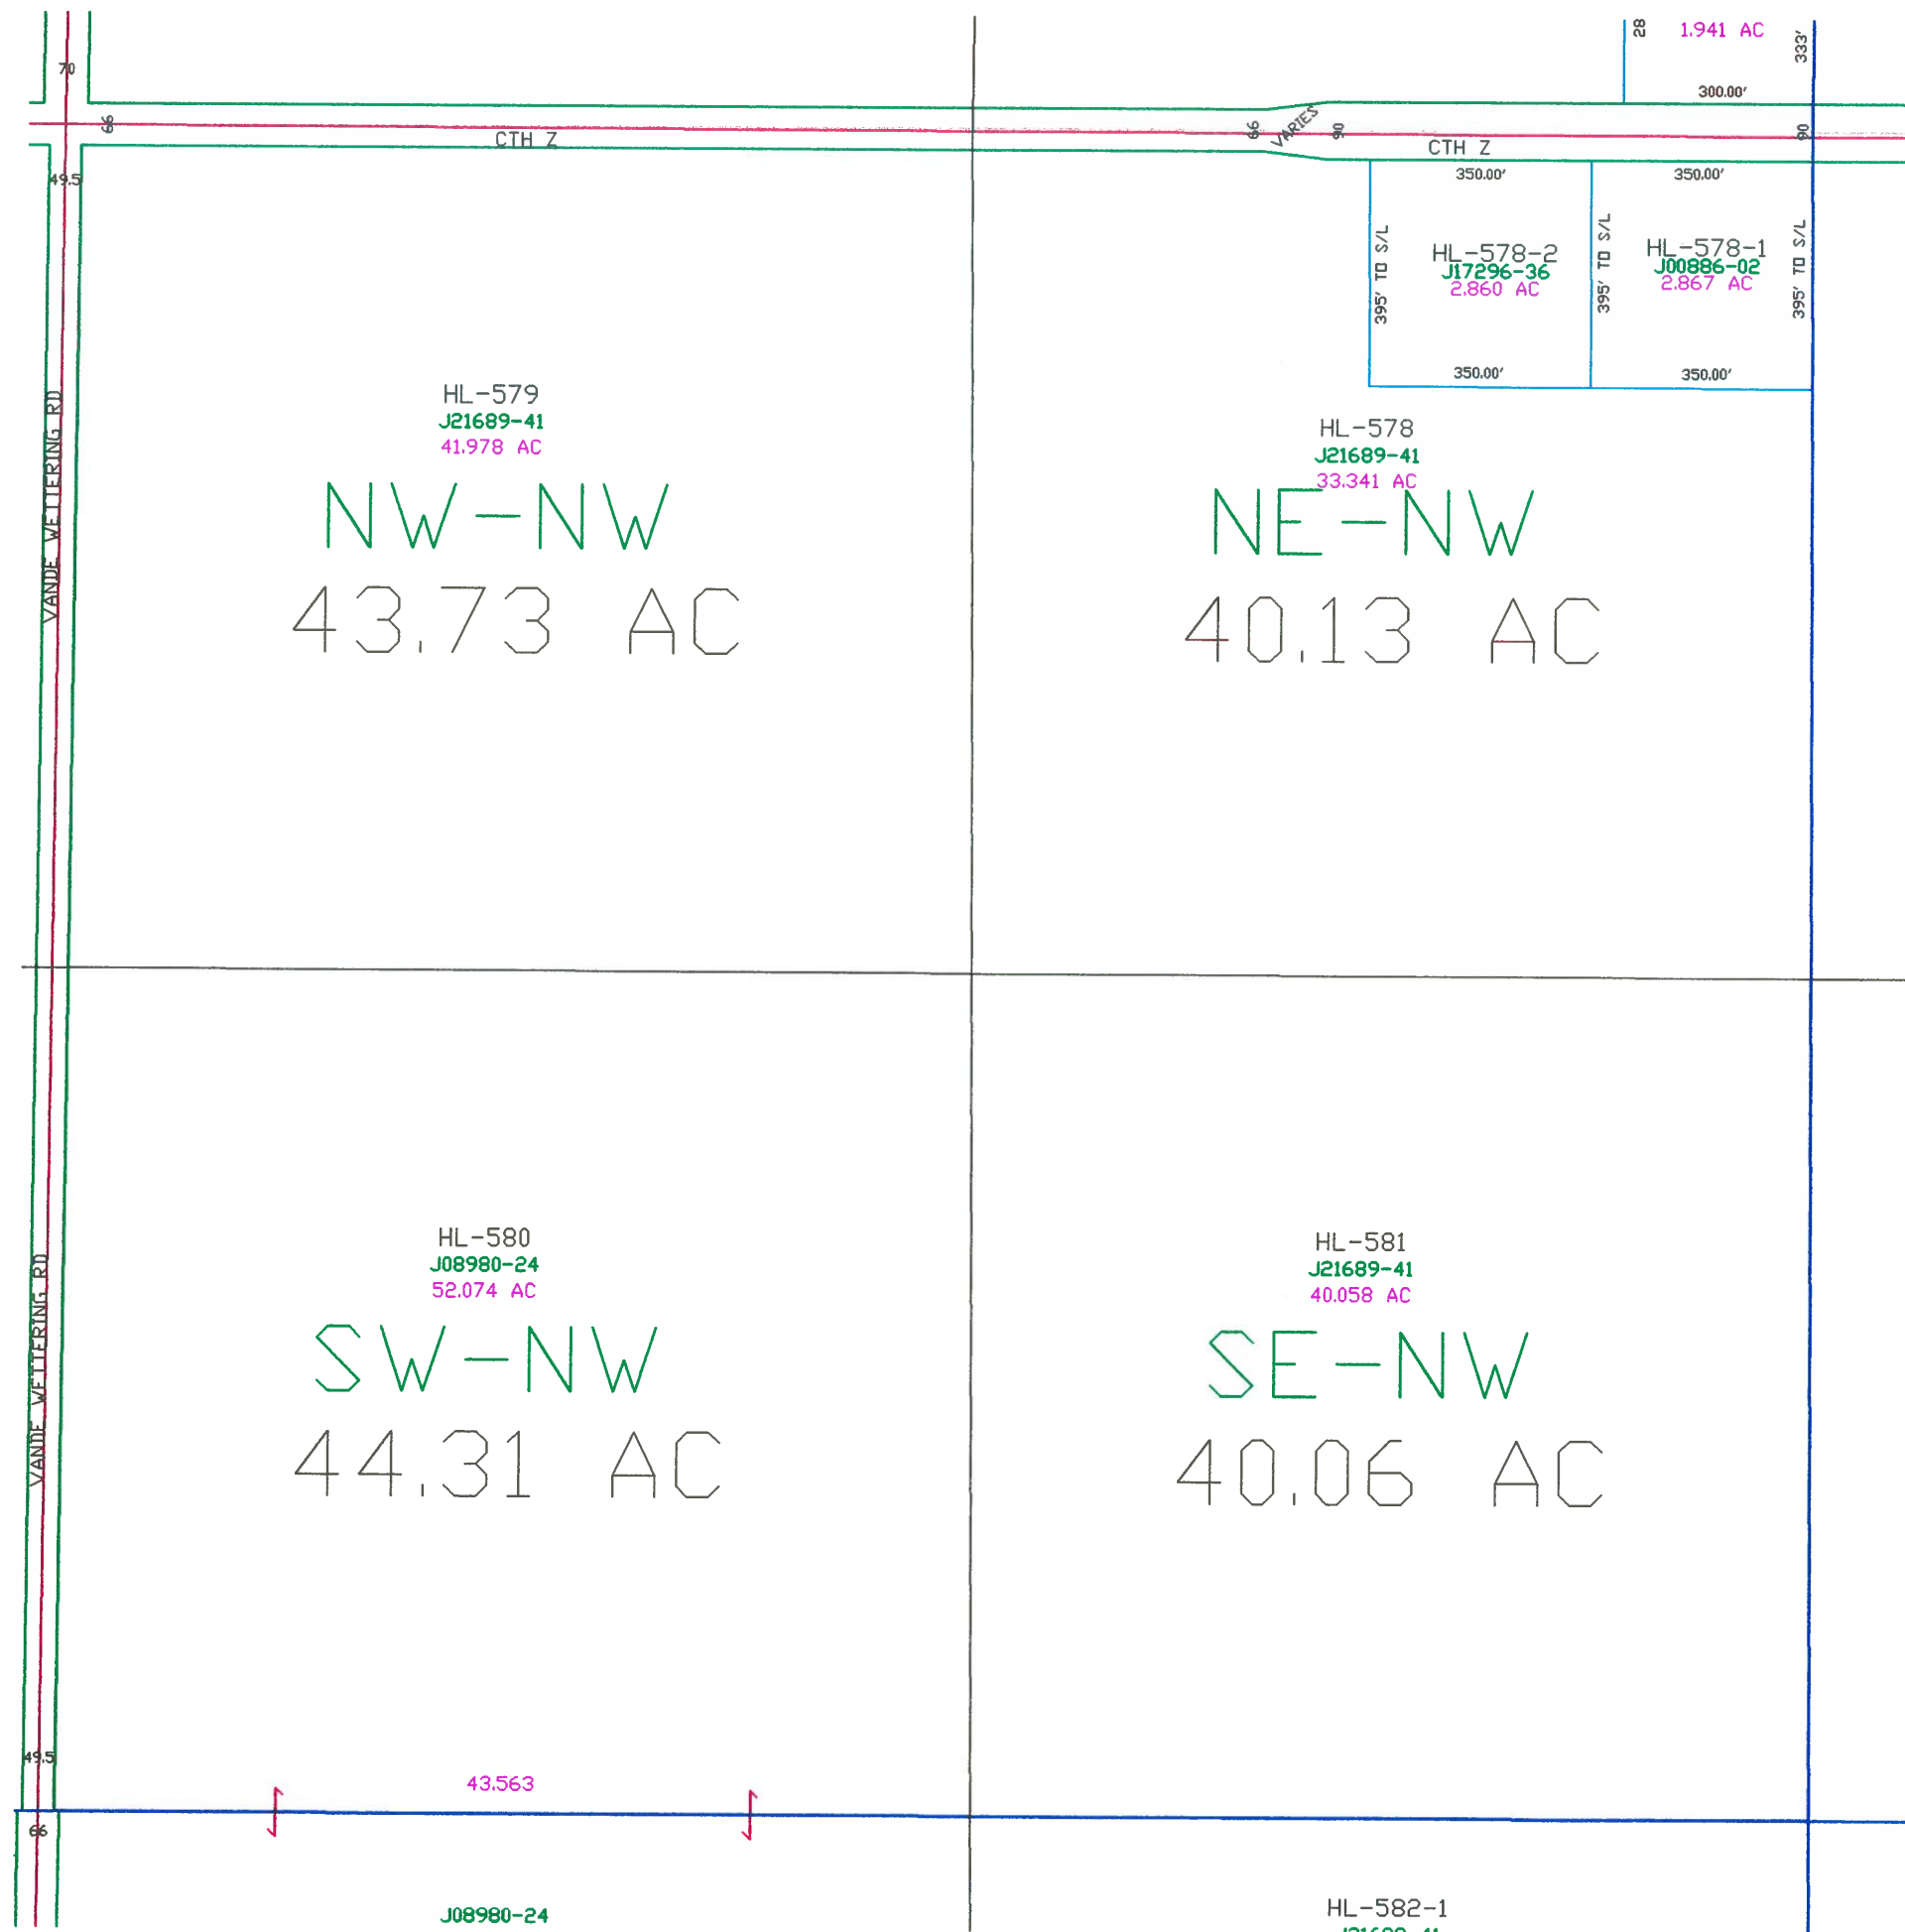 70
28
1.941 AC
333'
300.00'
66
CTH Z
66
VARIES
90
CTH Z
90
49.5
350.00'
350.00'
395' TO S/L
HL-578-2
J17296-36
2.860 AC
395' TO S/L
HL-578-1
J00886-02
2.867 AC
395' TO S/L
350.00'
350.00'
VANDE WETTERING RD
HL-579
J21689-41
41.978 AC
NW-NW
43.73 AC
HL-578
J21689-41
33.341 AC
NE-NW
40.13 AC
VANDE WETTERING RD
HL-580
J08980-24
52.074 AC
SW-NW
44.31 AC
HL-581
J21689-41
40.058 AC
SE-NW
40.06 AC
49.5
43.563
66
J08980-24
HL-582-1
J21689-41